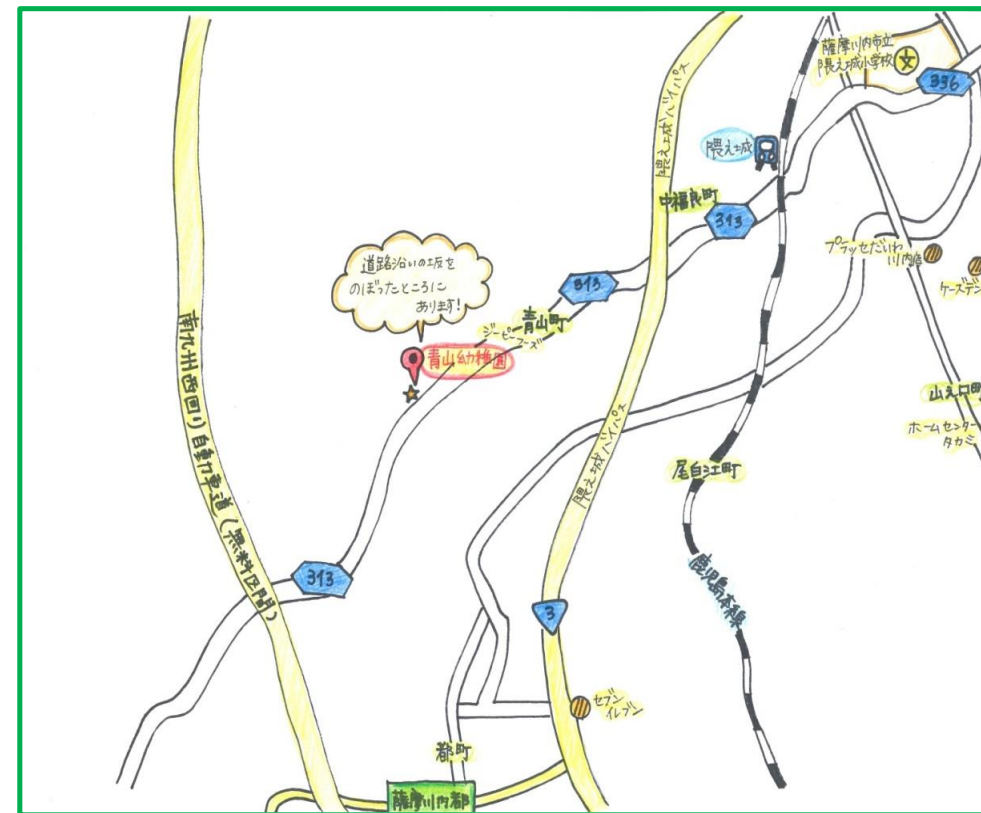 薩摩川内市立
隈之城小学校
文
336
隈之城バイパス
隈之城
中福良町
313
プラッセだいわ
川内店
ケーズデン
道路沿いの坂を
のぼったところに
あります!
313
青山町
ジーピーフーズ
青山幼稚園
南九州西回り自動車道(無料区間)
山之口町
ホームセンター
タカミ
隈之城バイパス
尾白江町
鹿児島本線
313
3
セブン
イレブン
都町
薩摩川内都